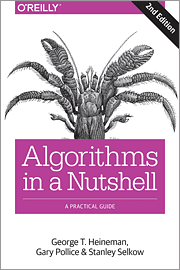 O'REILLY®
2nd Edition
Algorithms
in a Nutshell
A PRACTICAL GUIDE
George T. Heineman,
Gary Pollice & Stanley Selkow